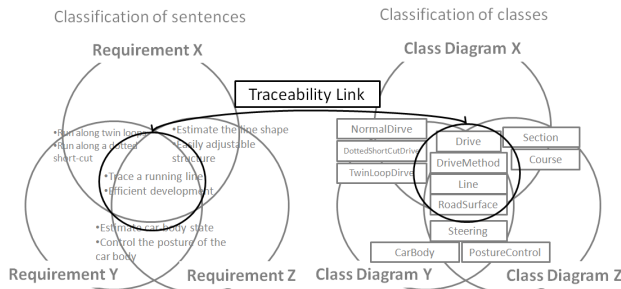 Classification of sentences
Classification of classes
Requirement X
Class Diagram X
Traceability Link
•Run along twin loops
•Run along a dotted
short-cut
•Estimate the line shape
•Easily adjustable
structure
•Trace a running line
•Efficient development
•Estimate car body state
•Control the posture of the
car body
Requirement Y
Requirement Z
NormalDirve
DottedShortCutDrive
TwinLoopDirve
Drive
DriveMethod
Line
RoadSurface
Section
Course
Steering
CarBody
PostureControl
Class Diagram Y
Class Diagram Z